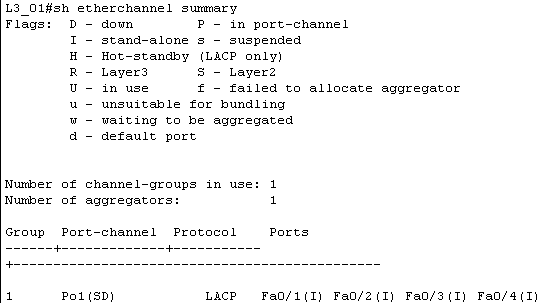 L3_01#sh etherchannel summary
Flags:  D - down        P - in port-channel
        I - stand-alone s - suspended
        H - Hot-standby (LACP only)
        R - Layer3      S - Layer2
        U - in use      f - failed to allocate aggregator
        u - unsuitable for bundling
        w - waiting to be aggregated
        d - default port
Number of channel-groups in use: 1
Number of aggregators:           1
Group  Port-channel  Protocol    Ports
------+-------------+-----------
+-----------------------------------------------
1      Po1(SD)         LACP   Fa0/1(I) Fa0/2(I) Fa0/3(I) Fa0/4(I)